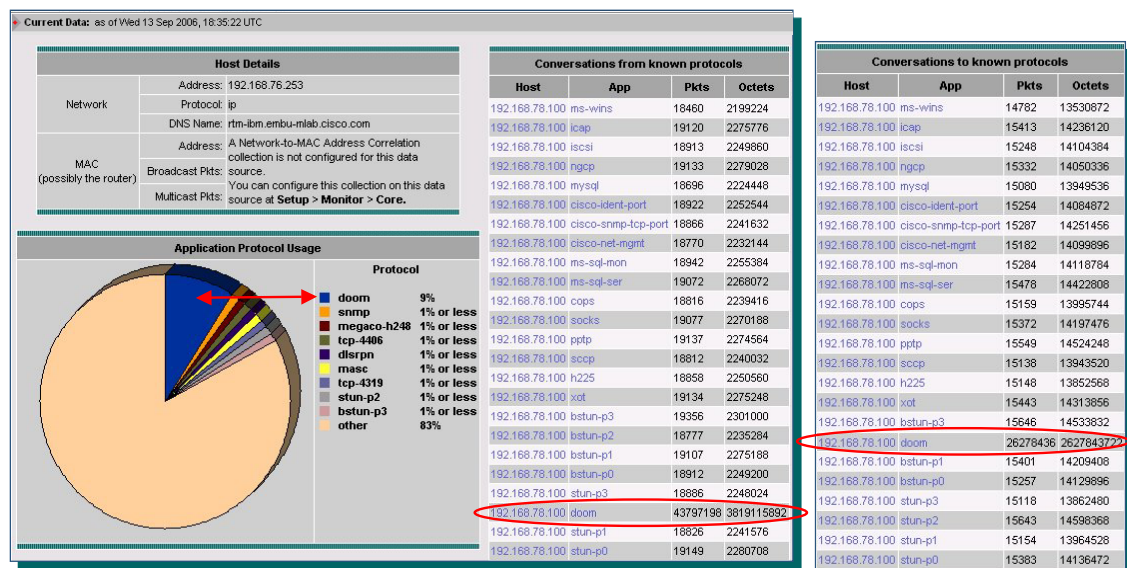 Current Data: as of Wed 13 Sep 2006, 18:35:22 UTC
Host Details
Network
Address: 192.168.76.253
Protocol: ip
DNS Name: rtm-ibm.embu-mlab.cisco.com
MAC
(possibly the router)
Address:
Broadcast Pkts:
Multicast Pkts:
A Network-to-MAC Address Correlation
collection is not configured for this data
source.
You can configure this collection on this data
source at Setup > Monitor > Core.
Application Protocol Usage
Protocol
doom 9%
snmp 1% or less
megaco-h248 1% or less
tcp-4406 1% or less
dlsrpn 1% or less
masc 1% or less
tcp-4319 1% or less
stun-p2 1% or less
bstun-p3 1% or less
other 83%
Conversations from known protocols
Host App Pkts Octets
192.168.78.100 ms-wins 18460 2199224
192.168.78.100 icap 19120 2275776
192.168.78.100 iscsi 18913 2249860
192.168.78.100 ngcp 19133 2279028
192.168.78.100 mysql 18696 2224448
192.168.78.100 cisco-ident-port 18922 2252544
192.168.78.100 cisco-snmp-tcp-port 18866 2241632
192.168.78.100 cisco-net-mgmt 18770 2232144
192.168.78.100 ms-sql-mon 18942 2255384
192.168.78.100 ms-sql-ser 19072 2268072
192.168.78.100 cops 18816 2239416
192.168.78.100 socks 19077 2270188
192.168.78.100 pptp 19137 2274564
192.168.78.100 sccp 18812 2240032
192.168.78.100 h225 18858 2250560
192.168.78.100 xot 19134 2275248
192.168.78.100 bstun-p3 19356 2301000
192.168.78.100 bstun-p2 18777 2235284
192.168.78.100 bstun-p1 19107 2275188
192.168.78.100 bstun-p0 18912 2249200
192.168.78.100 stun-p3 18886 2248024
192.168.78.100 doom 43797198 3819115892
192.168.78.100 stun-p1 18826 2241576
192.168.78.100 stun-p0 19149 2280708
Conversations to known protocols
Host App Pkts Octets
192.168.78.100 ms-wins 14782 13530872
192.168.78.100 icap 15413 14236120
192.168.78.100 iscsi 15248 14104384
192.168.78.100 ngcp 15332 14050336
192.168.78.100 mysql 15080 13949536
192.168.78.100 cisco-ident-port 15254 14084872
192.168.78.100 cisco-snmp-tcp-port 15287 14251456
192.168.78.100 cisco-net-mgmt 15182 14099896
192.168.78.100 ms-sql-mon 15284 14118784
192.168.78.100 ms-sql-ser 15478 14422808
192.168.78.100 cops 15159 13995744
192.168.78.100 socks 15372 14197476
192.168.78.100 pptp 15549 14524248
192.168.78.100 sccp 15138 13943520
192.168.78.100 h225 15148 13852568
192.168.78.100 xot 15443 14313856
192.168.78.100 bstun-p3 15646 14533832
192.168.78.100 doom 26278436 2627843722
192.168.78.100 bstun-p1 15401 14209408
192.168.78.100 bstun-p0 15257 14129896
192.168.78.100 stun-p3 15118 13862480
192.168.78.100 stun-p2 15643 14598368
192.168.78.100 stun-p1 15154 13964528
192.168.78.100 stun-p0 15383 14136472